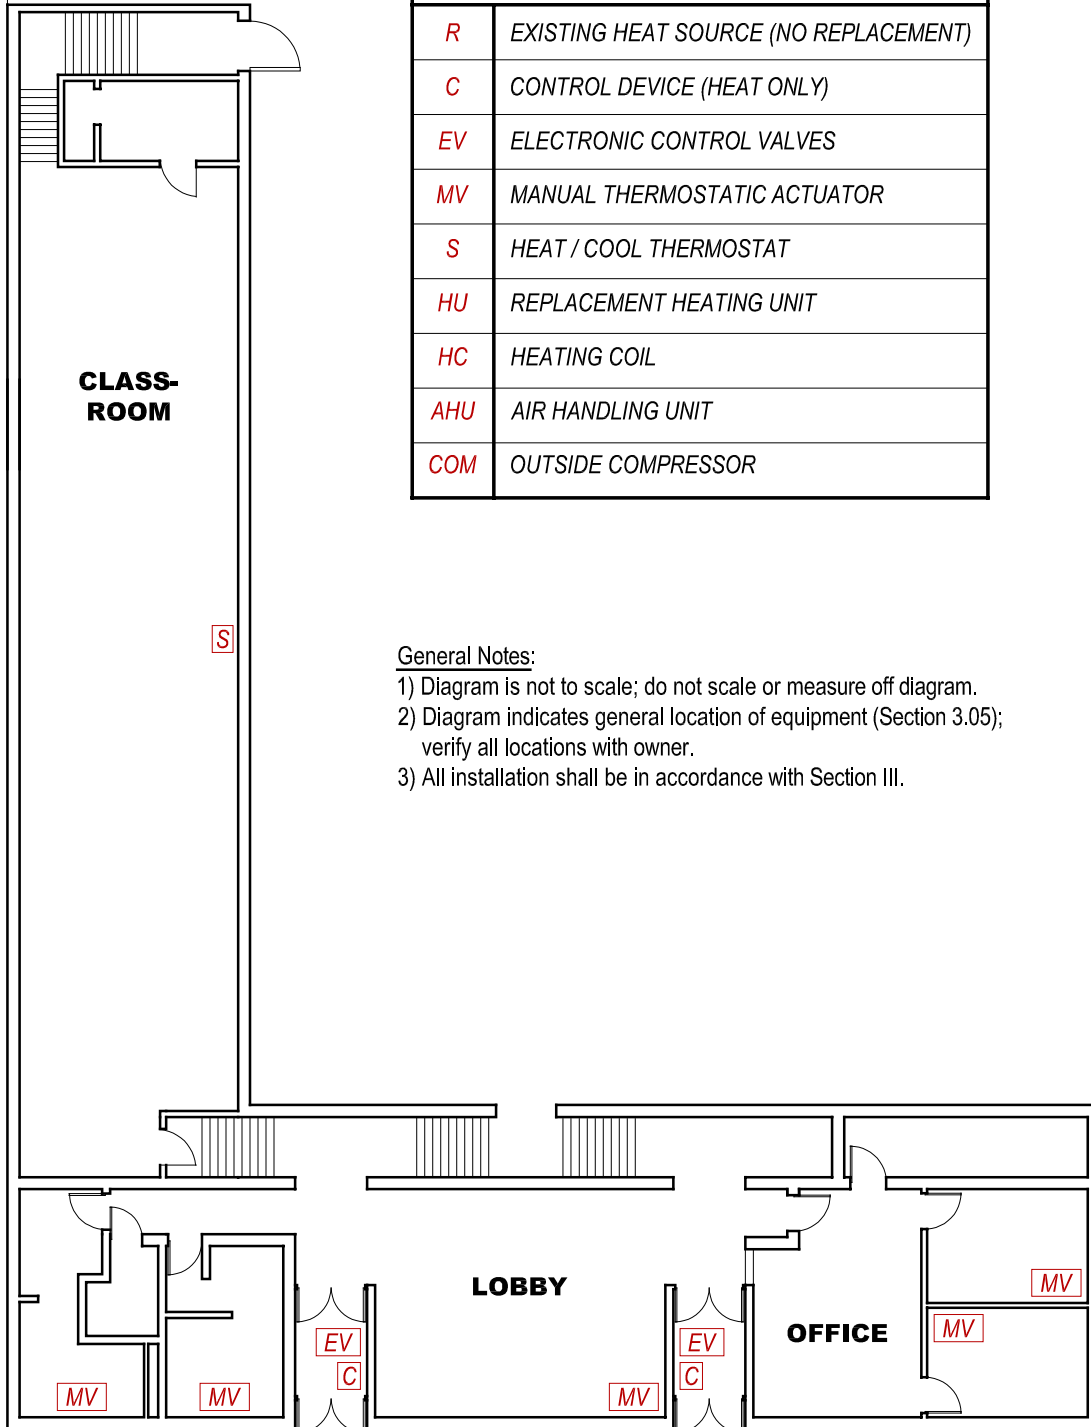 R EXISTING HEAT SOURCE (NO REPLACEMENT)
C CONTROL DEVICE (HEAT ONLY)
EV ELECTRONIC CONTROL VALVES
MV MANUAL THERMOSTATIC ACTUATOR
S HEAT / COOL THERMOSTAT
HU REPLACEMENT HEATING UNIT
HC HEATING COIL
AHU AIR HANDLING UNIT
COM OUTSIDE COMPRESSOR
CLASS-
ROOM
S
General Notes:
1) Diagram is not to scale; do not scale or measure off diagram.
2) Diagram indicates general location of equipment (Section 3.05);
verify all locations with owner.
3) All installation shall be in accordance with Section III.
LOBBY
OFFICE
MV
MV
EV
EV
C
C
MV
MV
MV